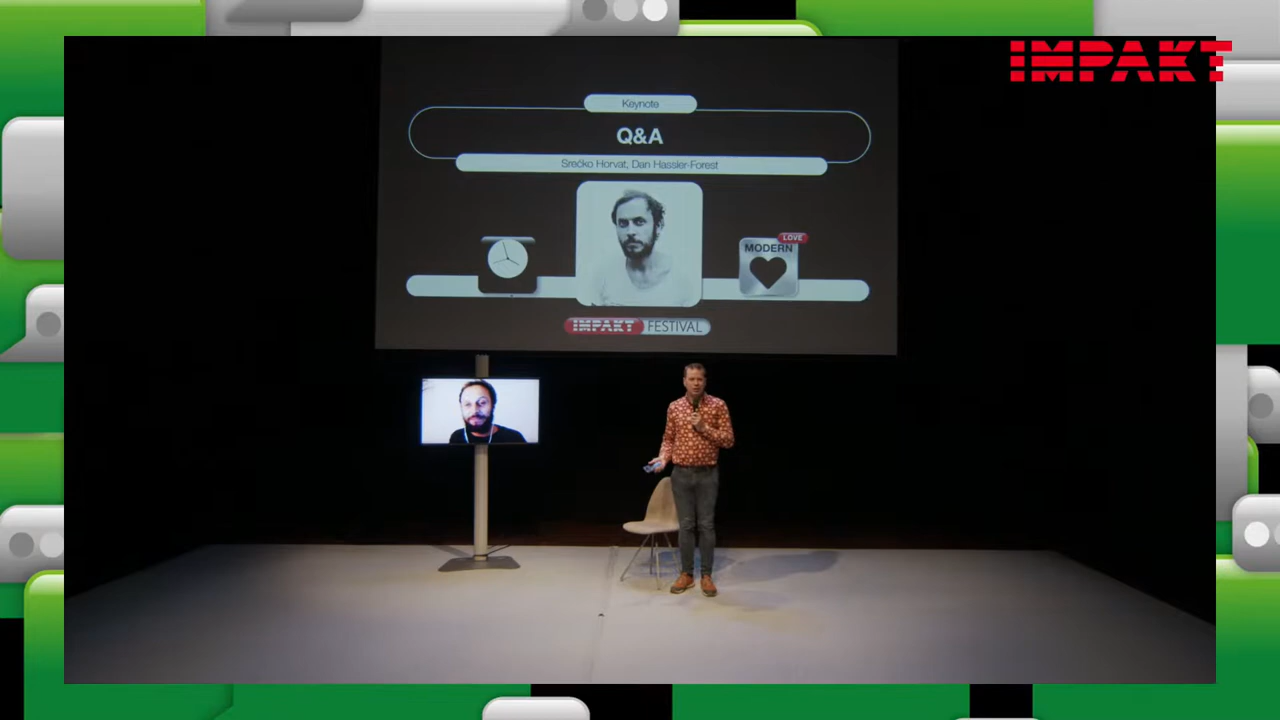 IMPAKT
Keynote
Q&A
Srećko Horvat, Dan Hassler-Forest
LOVE
MODERN
IMPAKT FESTIVAL